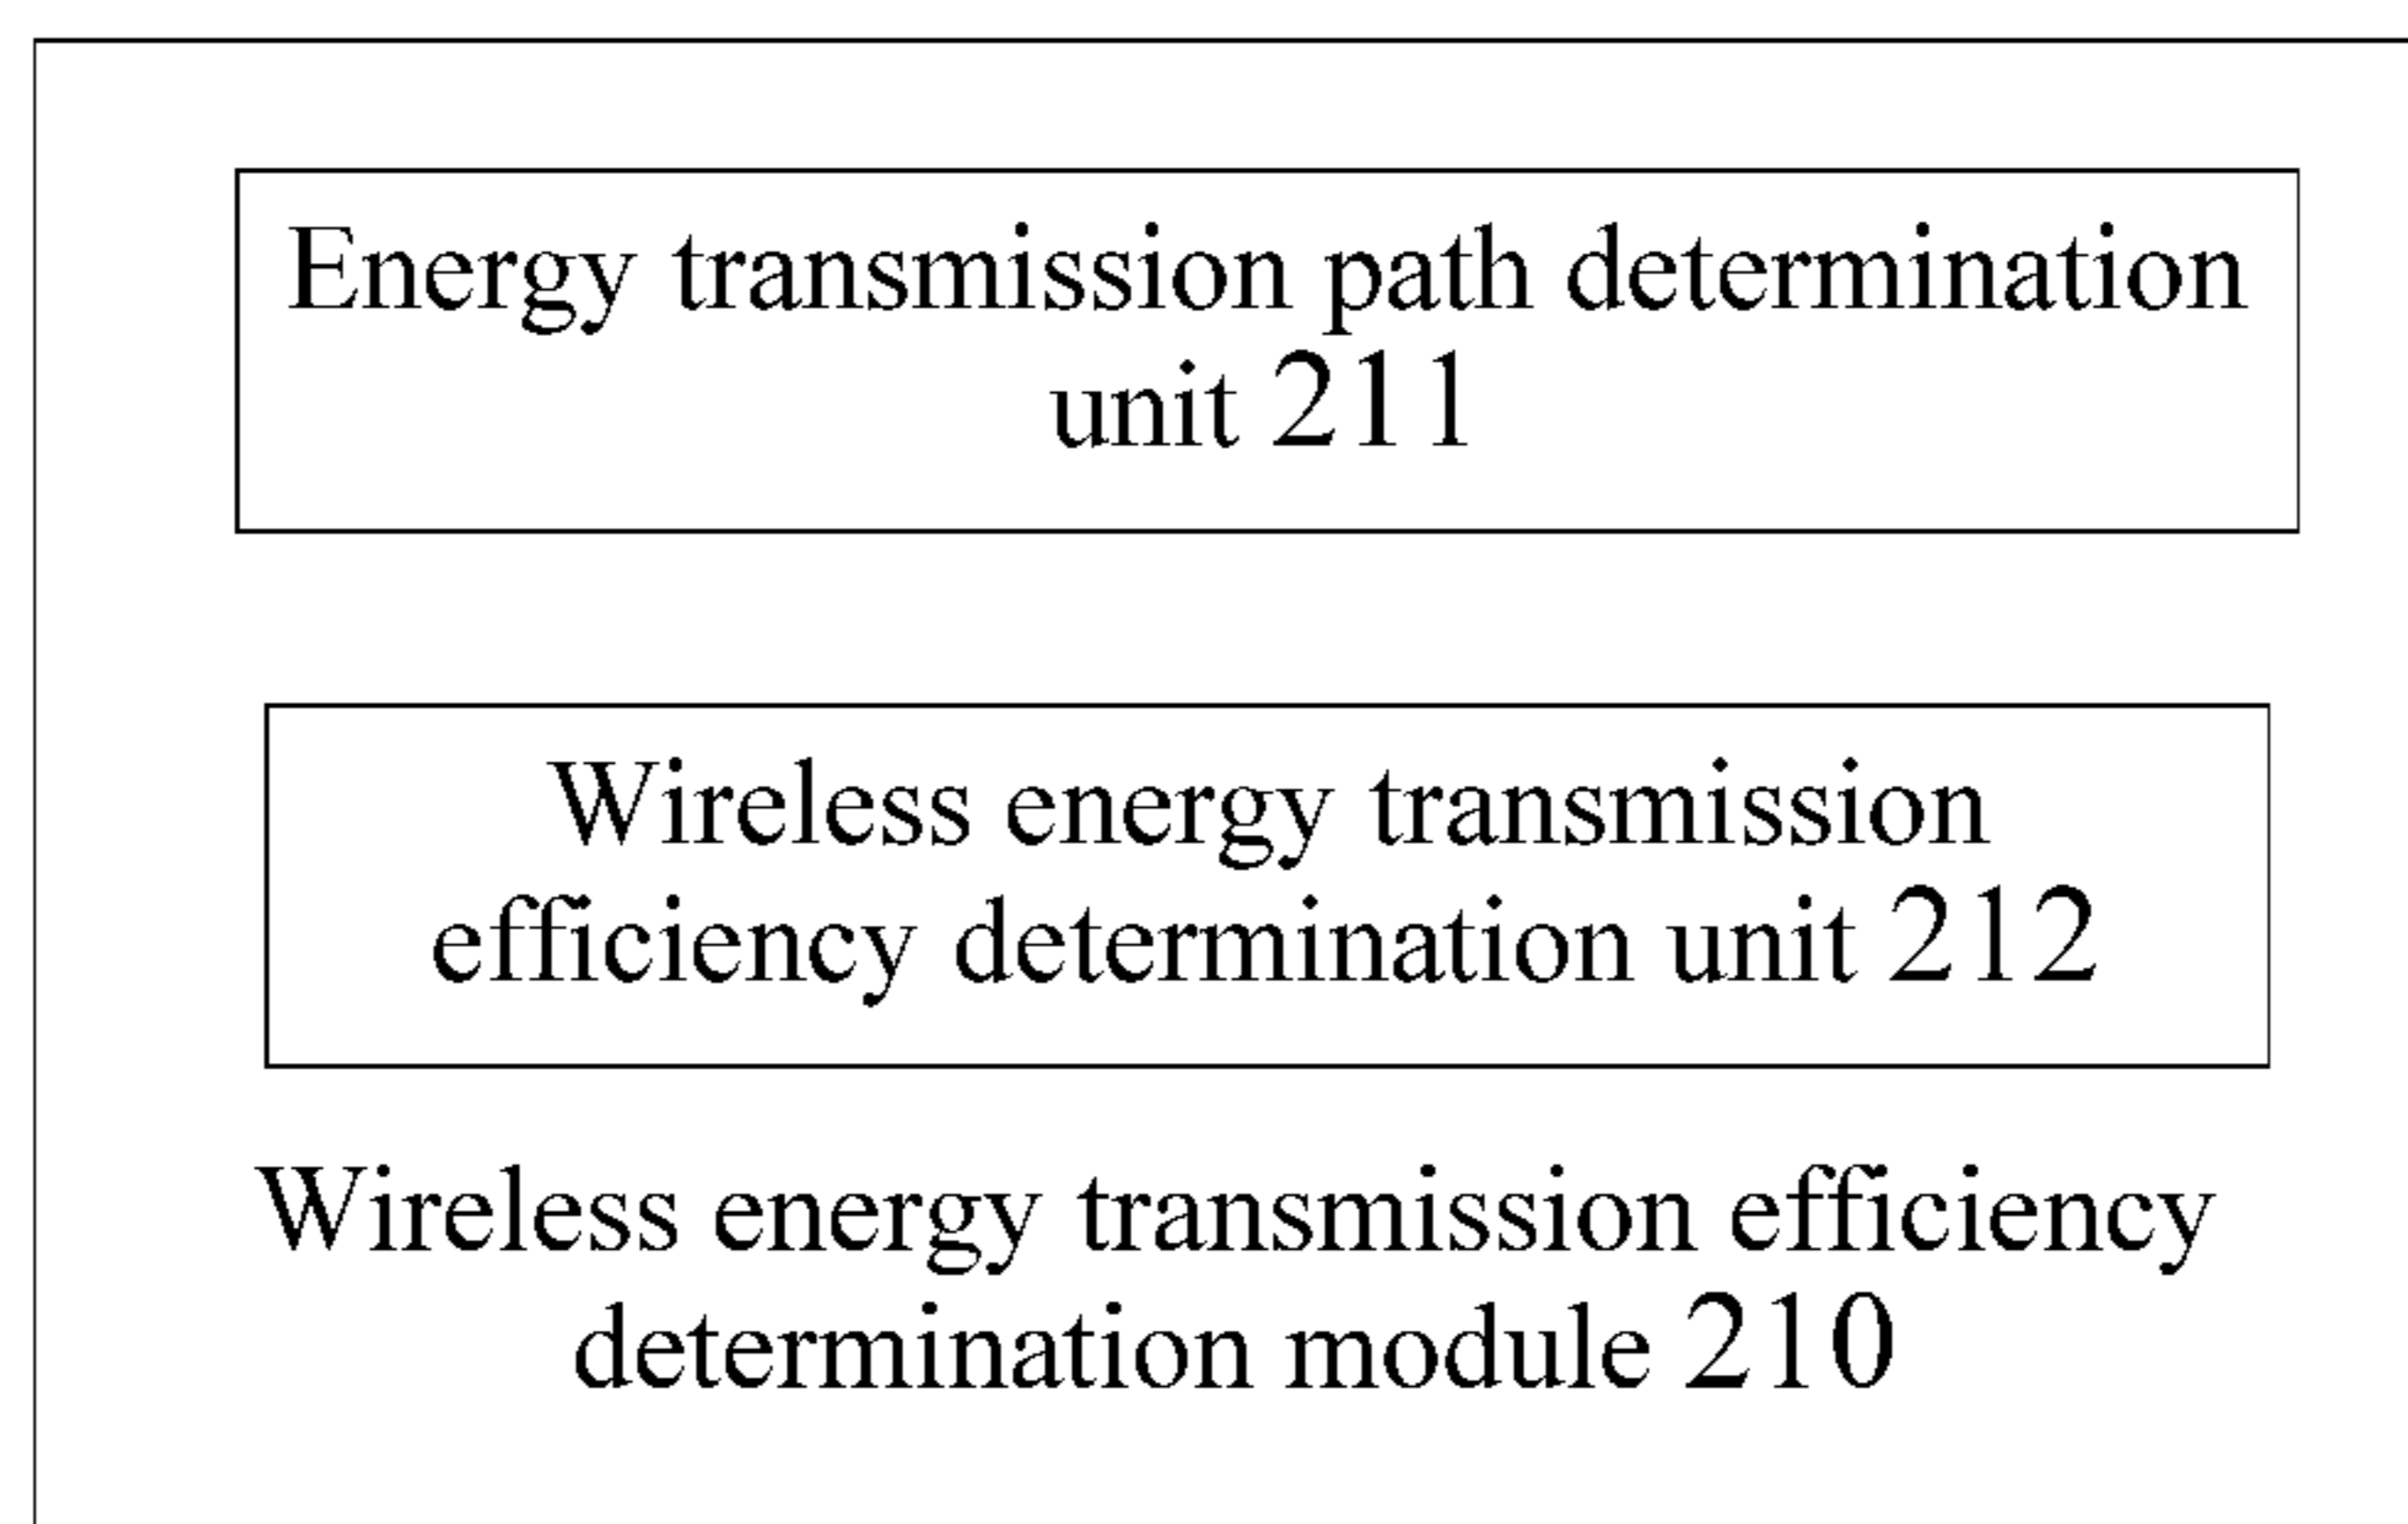 Energy transmission path determination
unit 211
Wireless energy transmission
efficiency determination unit 212
Wireless energy transmission efficiency
determination module 210